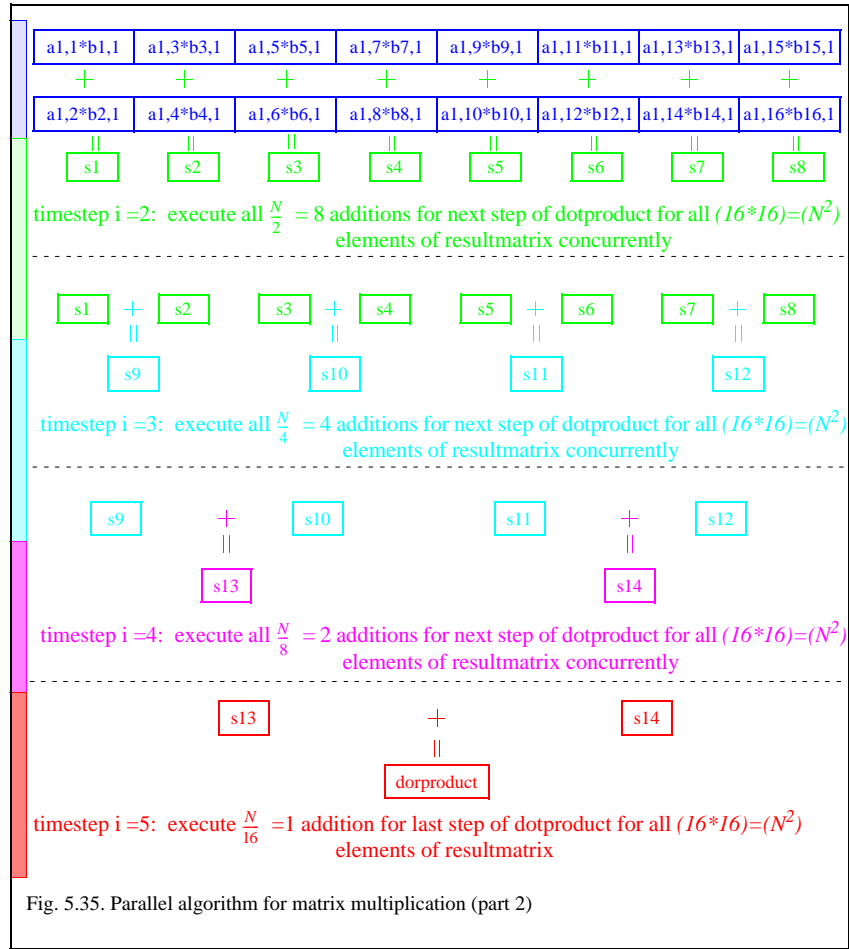 a1,1*b1,1 a1,3*b3,1 a1,5*b5,1 a1,7*b7,1 a1,9*b9,1 a1,11*b11,1 a1,13*b13,1 a1,15*b15,1
+ + + + + + + +
a1,2*b2,1 a1,4*b4,1 a1,6*b6,1 a1,8*b8,1 a1,10*b10,1 a1,12*b12,1 a1,14*b14,1 a1,16*b16,1
= = = = = = = =
s1 s2 s3 s4 s5 s6 s7 s8
timestep i =2: execute all N/2 = 8 additions for next step of dotproduct for all (16*16)=(N²)
elements of resultmatrix concurrently
s1 + s2 s3 + s4 s5 + s6 s7 + s8
= = = =
s9 s10 s11 s12
timestep i =3: execute all N/4 = 4 additions for next step of dotproduct for all (16*16)=(N²)
elements of resultmatrix concurrently
s9 + s10 s11 + s12
= =
s13 s14
timestep i =4: execute all N/8 = 2 additions for next step of dotproduct for all (16*16)=(N²)
elements of resultmatrix concurrently
s13 + s14
=
dorproduct
timestep i =5: execute N/16 =1 addition for last step of dotproduct for all (16*16)=(N²)
elements of resultmatrix
Fig. 5.35. Parallel algorithm for matrix multiplication (part 2)